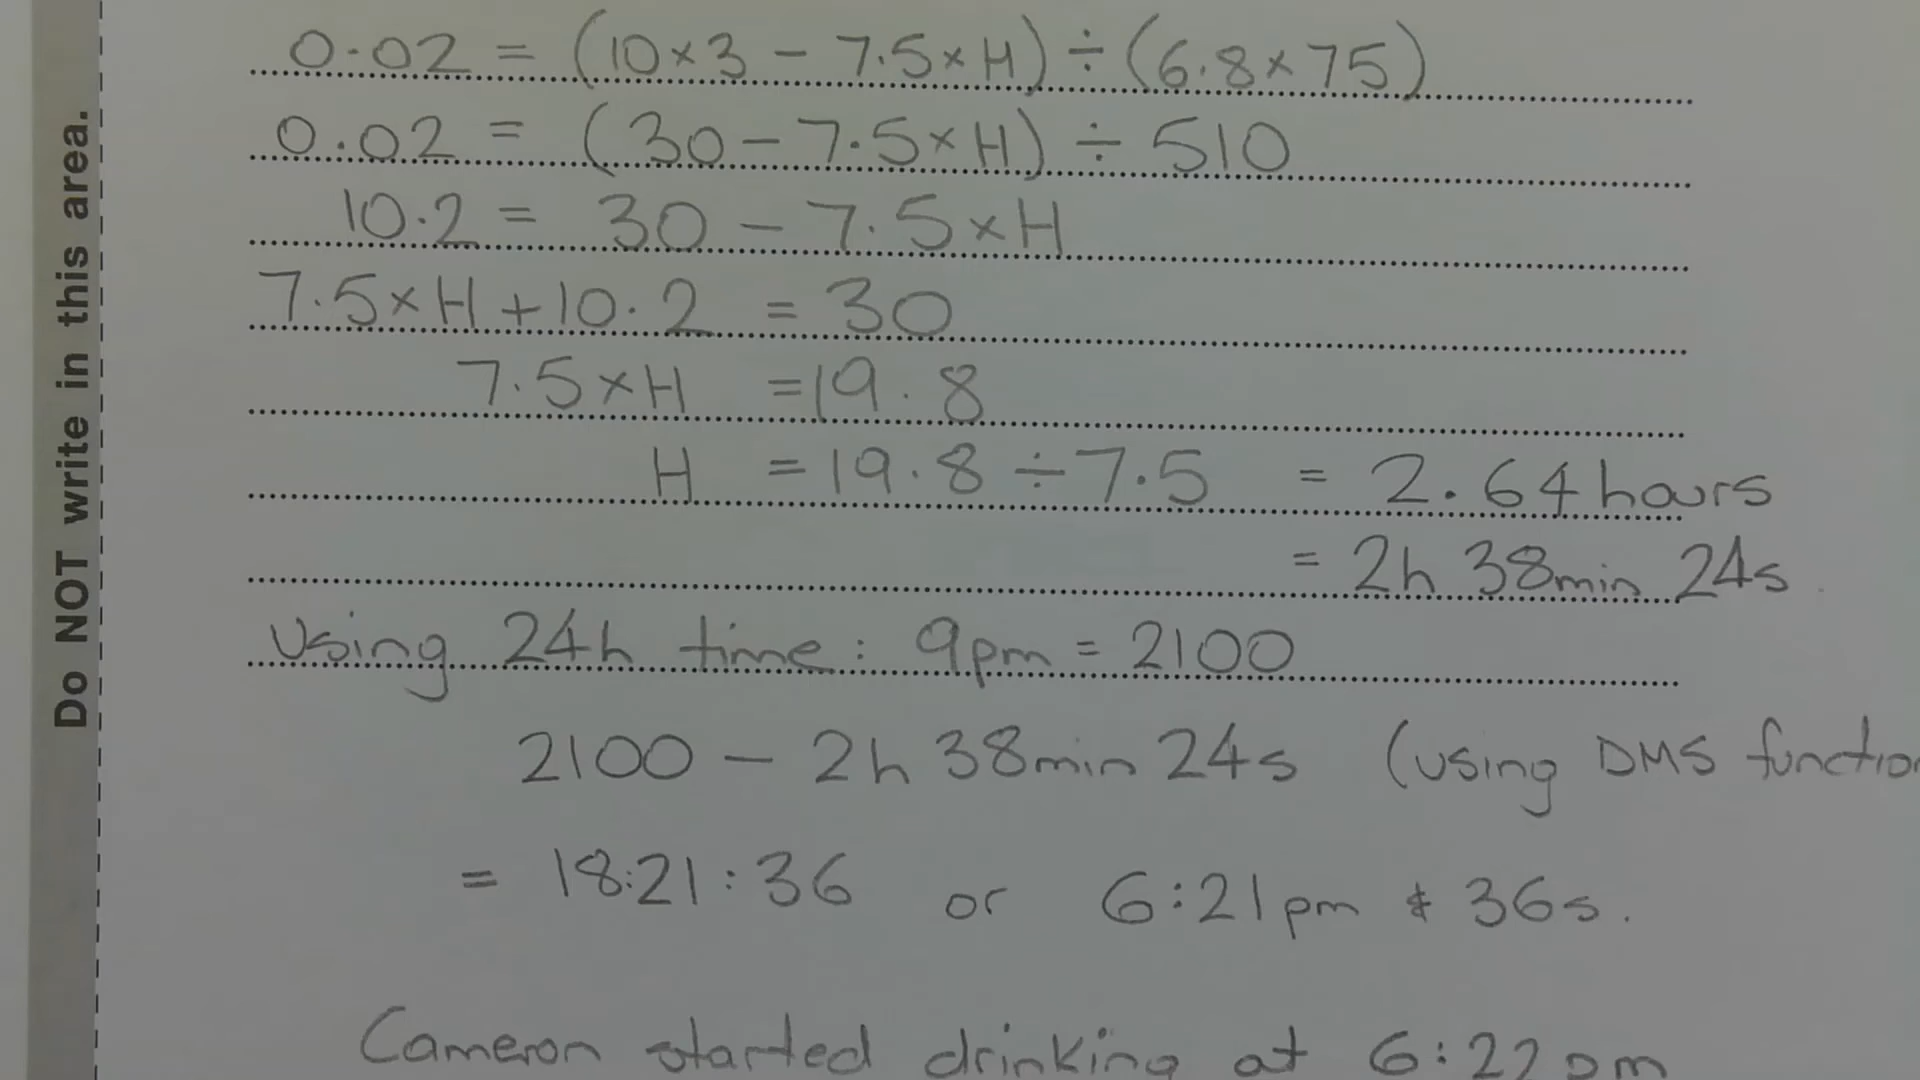 0.02 = (10×3 - 7.5×H) ÷ (6.8×75)
0.02 = (30 - 7.5×H) ÷ 510
10.2 = 30 - 7.5×H
7.5×H + 10.2 = 30
7.5×H = 19.8
H = 19.8 ÷ 7.5 = 2.64 hours
= 2h 38min 24s
Using 24h time: 9pm = 2100
2100 - 2h 38min 24s (using DMS function
= 18:21:36 or 6:21pm & 36s.
Cameron started drinking at 6:22pm
Do NOT write in this area.